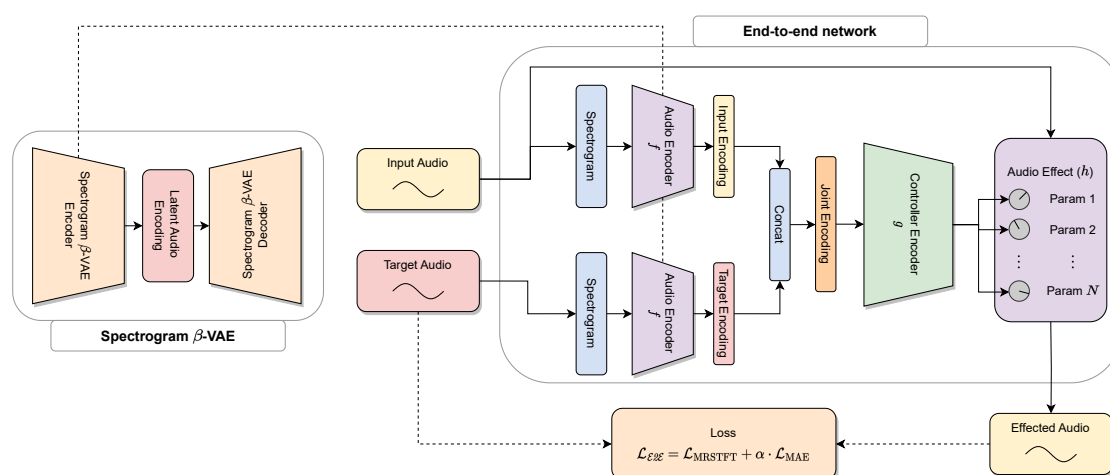 End-to-end network
Spectrogram β-VAE
Encoder
Latent Audio
Encoding
Spectrogram β-VAE
Decoder
Spectrogram β-VAE
Input Audio
Target Audio
Spectrogram
Audio Encoder
f
Input Encoding
Spectrogram
Audio Encoder
f
Target Encoding
Concat
Joint Encoding
Controller Encoder
g
Audio Effect (h)
Param 1
Param 2
... ...
Param N
Loss
ℒ_ℰ2ℰ = ℒ_MRSTFT + α · ℒ_MAE
Effected Audio